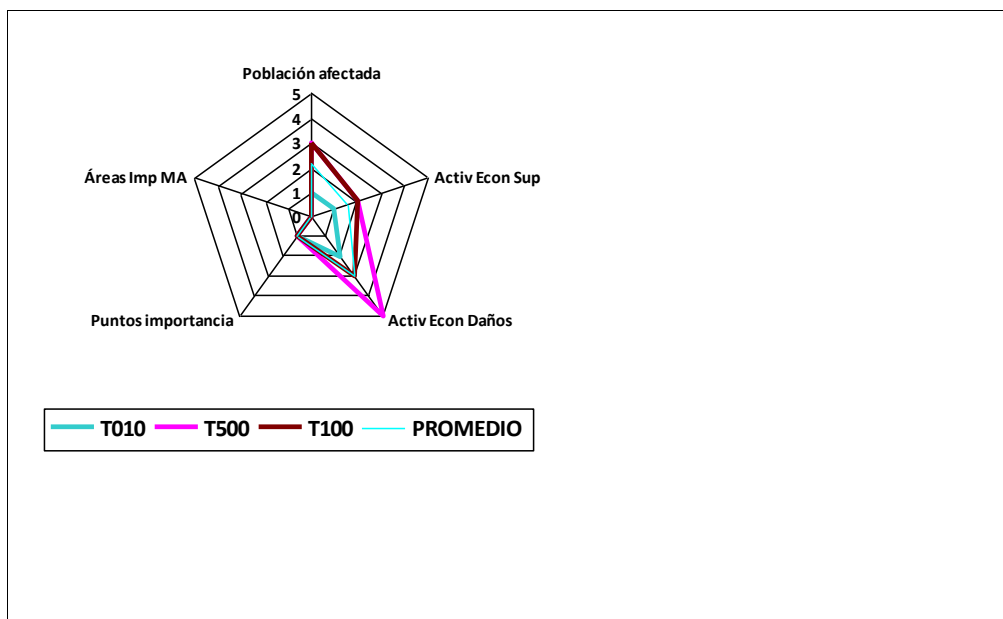 Población afectada
5
4
3
2
1
0
Áreas Imp MA
Activ Econ Sup
Puntos importancia
Activ Econ Daños
T010 T500 T100 PROMEDIO